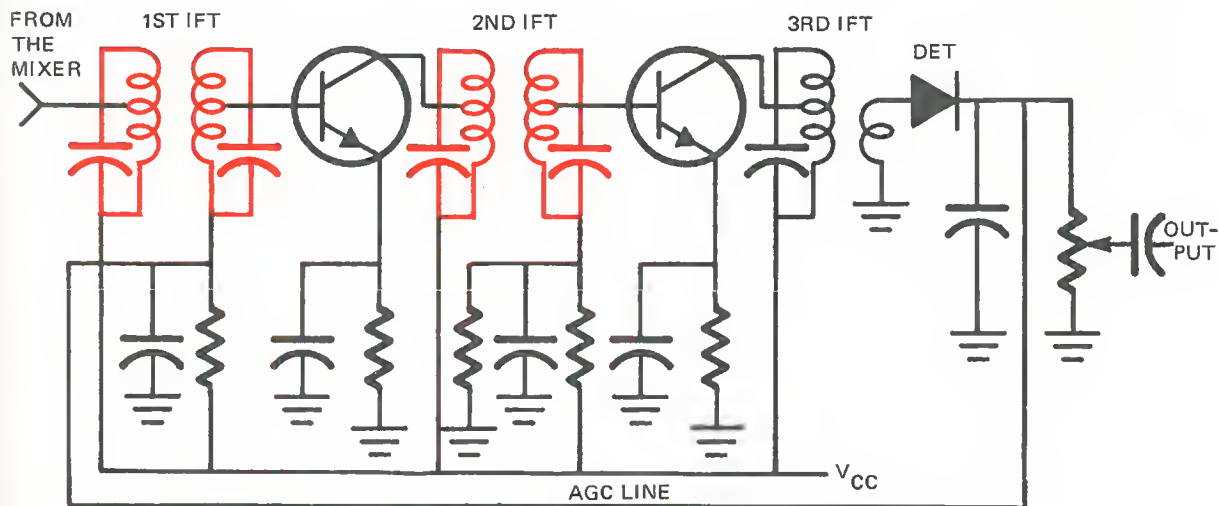 FROM
THE
MIXER
1ST IFT
2ND IFT
3RD IFT
DET
OUT-
PUT
VCC
AGC LINE